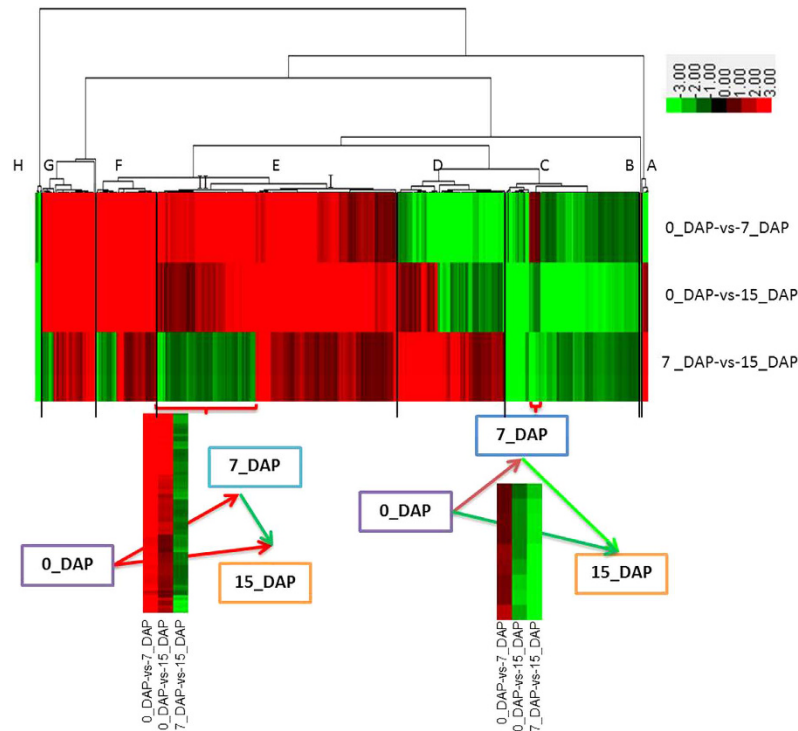 -3.00
-2.00
-1.00
0.00
1.00
2.00
3.00
H G F E D C B A
0_DAP-vs-7_DAP
0_DAP-vs-15_DAP
7_DAP-vs-15_DAP
7_DAP
0_DAP
15_DAP
0_DAP-vs-7_DAP
0_DAP-vs-15_DAP
7_DAP-vs-15_DAP
7_DAP
0_DAP
15_DAP
0_DAP-vs-7_DAP
0_DAP-vs-15_DAP
7_DAP-vs-15_DAP